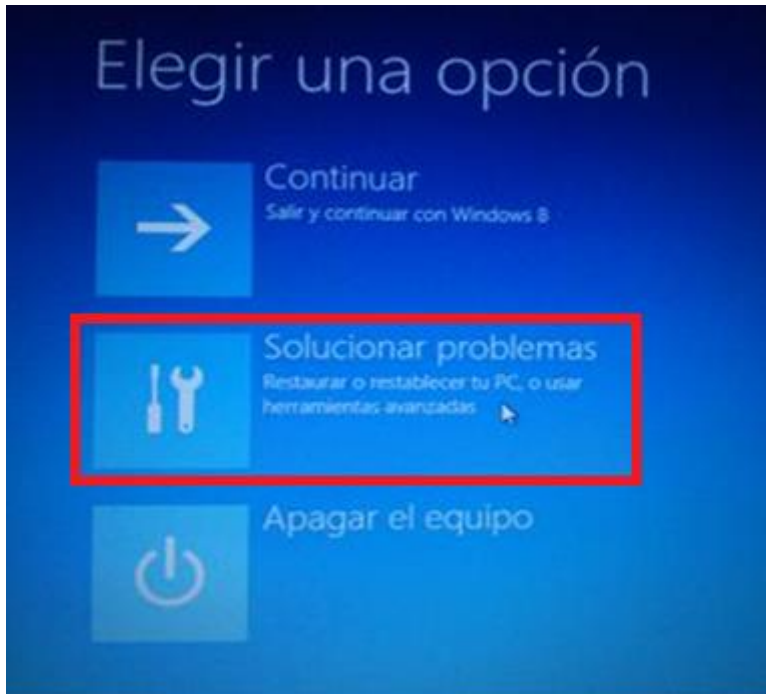 Elegir una opción
Continuar
Salir y continuar con Windows 8
Solucionar problemas
Restaurar o restablecer tu PC, o usar
herramientas avanzadas
Apagar el equipo